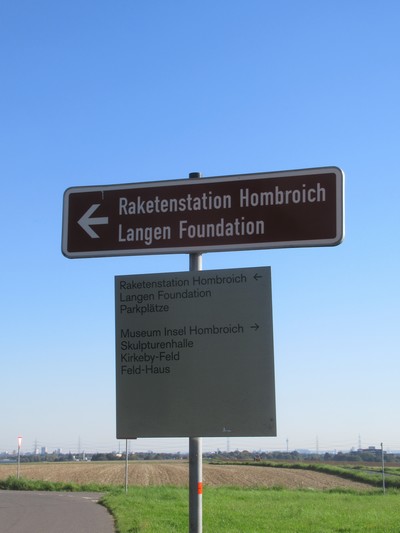 ← Raketenstation Hombroich
Langen Foundation
Raketenstation Hombroich ←
Langen Foundation
Parkplätze
Museum Insel Hombroich →
Skulpturenhalle
Kirkeby-Feld
Feld-Haus